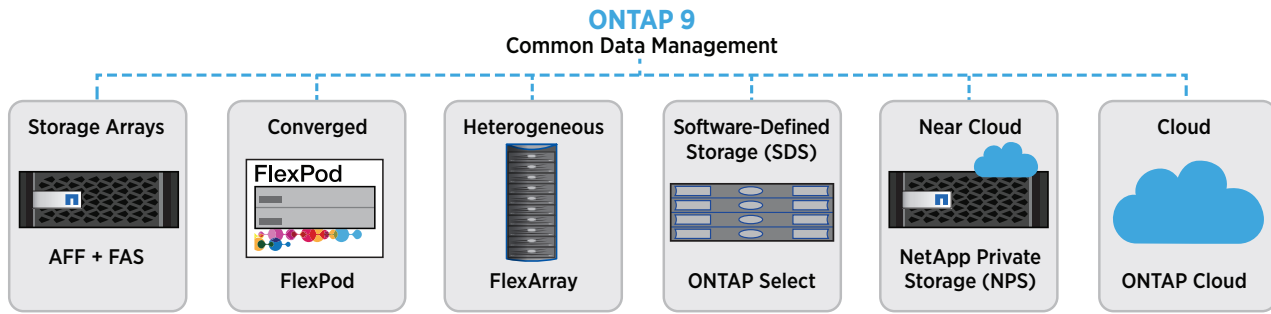 ONTAP 9
Common Data Management
Storage Arrays
AFF + FAS
Converged
FlexPod
FlexPod
Heterogeneous
FlexArray
Software-Defined
Storage (SDS)
ONTAP Select
Near Cloud
NetApp Private
Storage (NPS)
Cloud
ONTAP Cloud